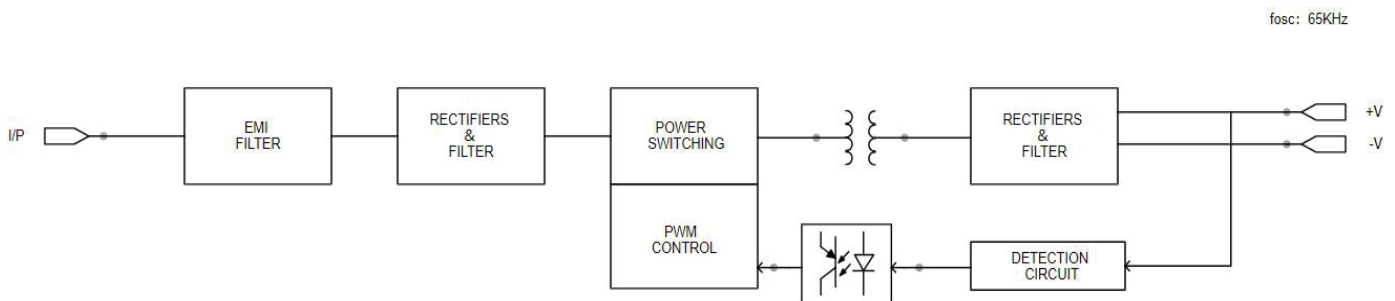 fosc: 65KHz
I/P
EMI
FILTER
RECTIFIERS
&
FILTER
POWER
SWITCHING
RECTIFIERS
&
FILTER
+V
-V
PWM
CONTROL
DETECTION
CIRCUIT